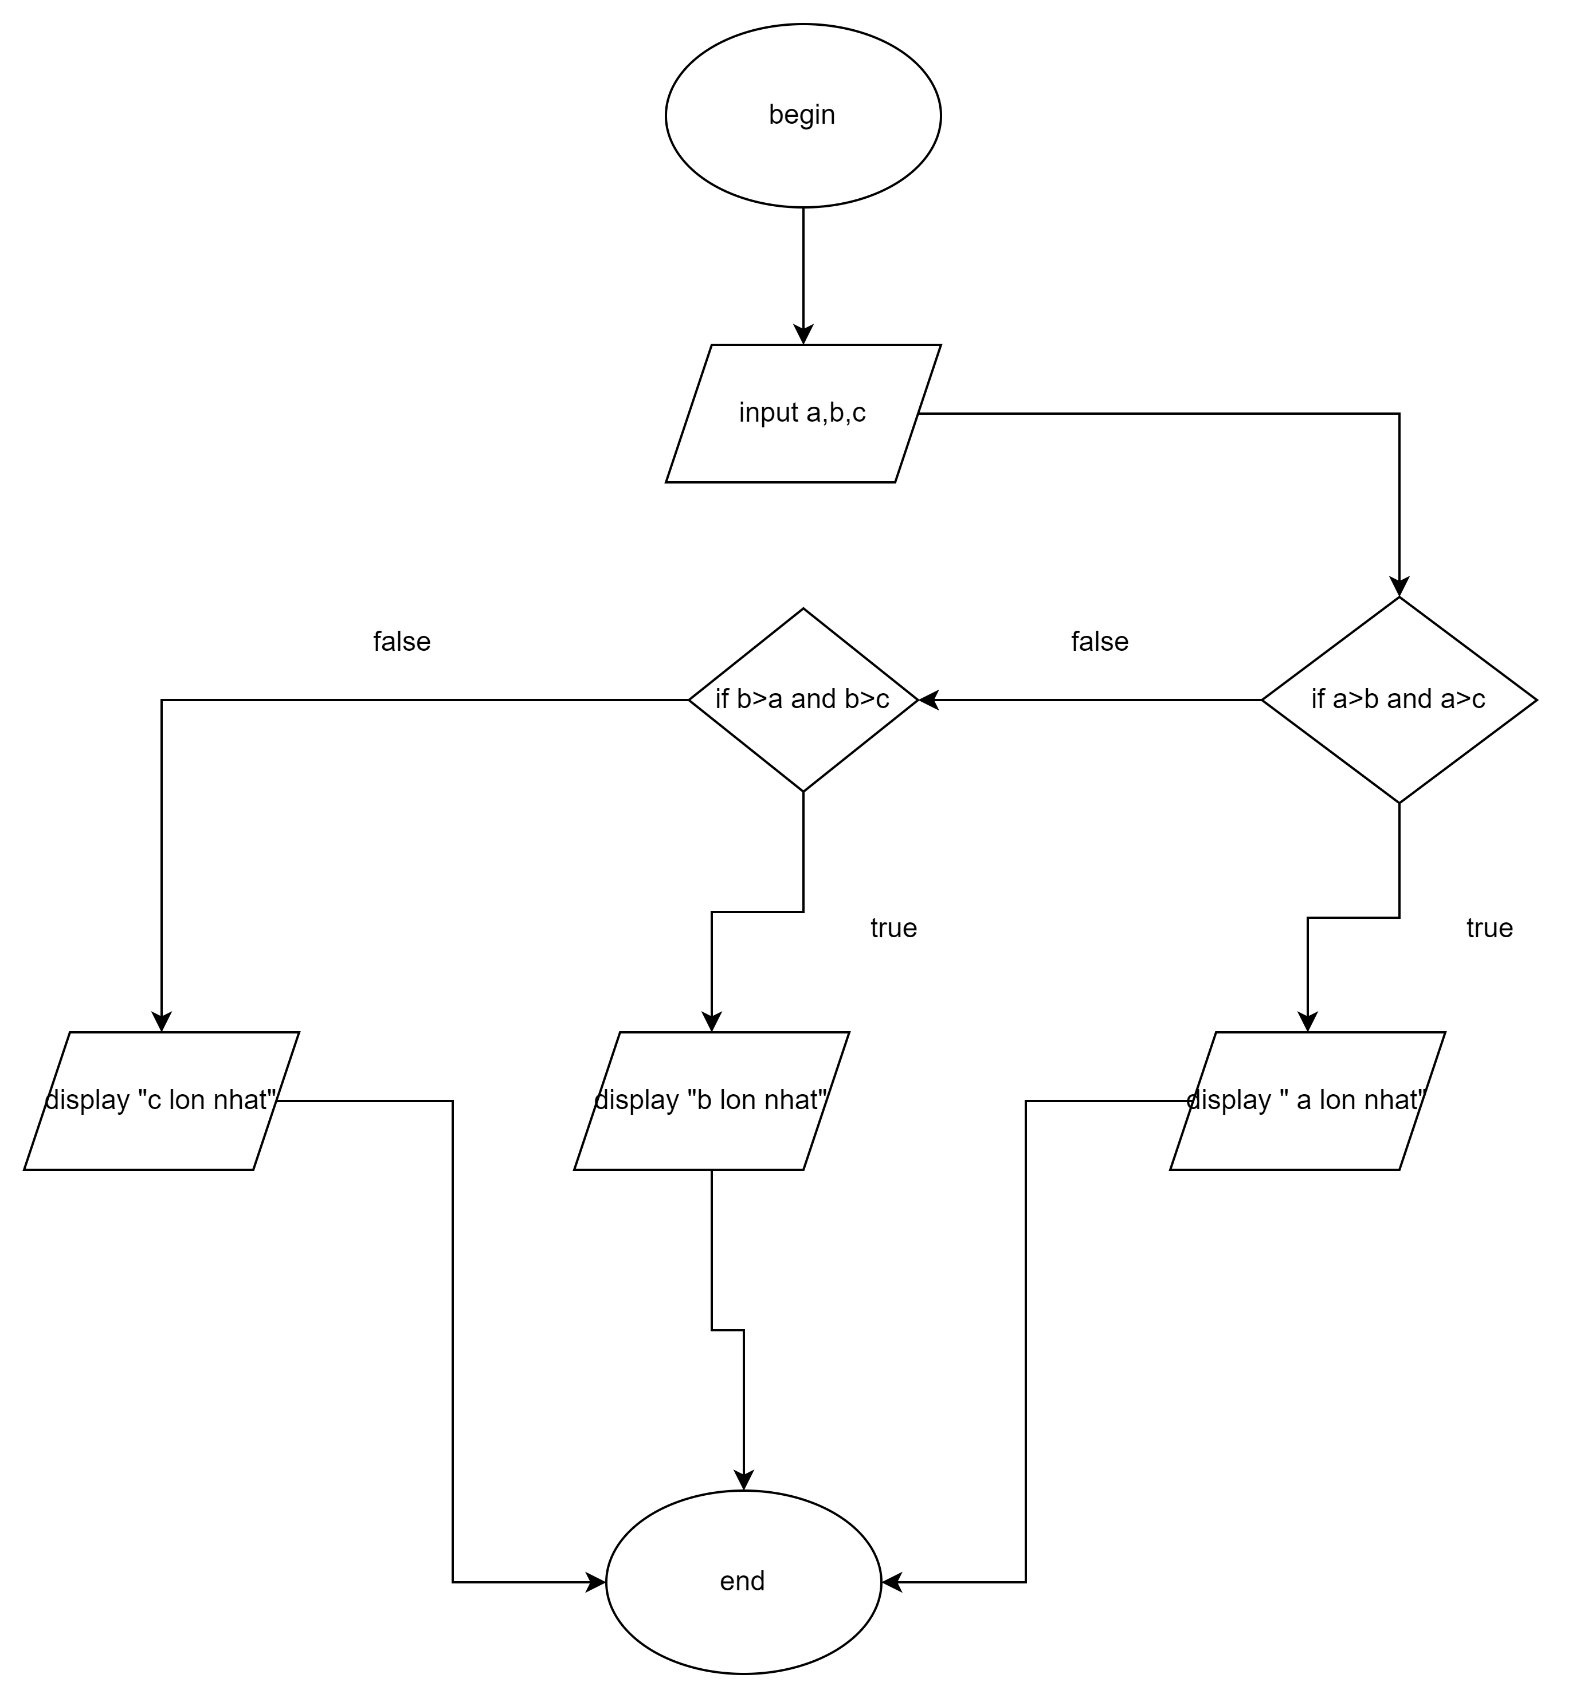 begin
input a,b,c
false
false
if b>a and b>c
if a>b and a>c
true
true
display "c lon nhat"
display "b lon nhat"
display " a lon nhat"
end